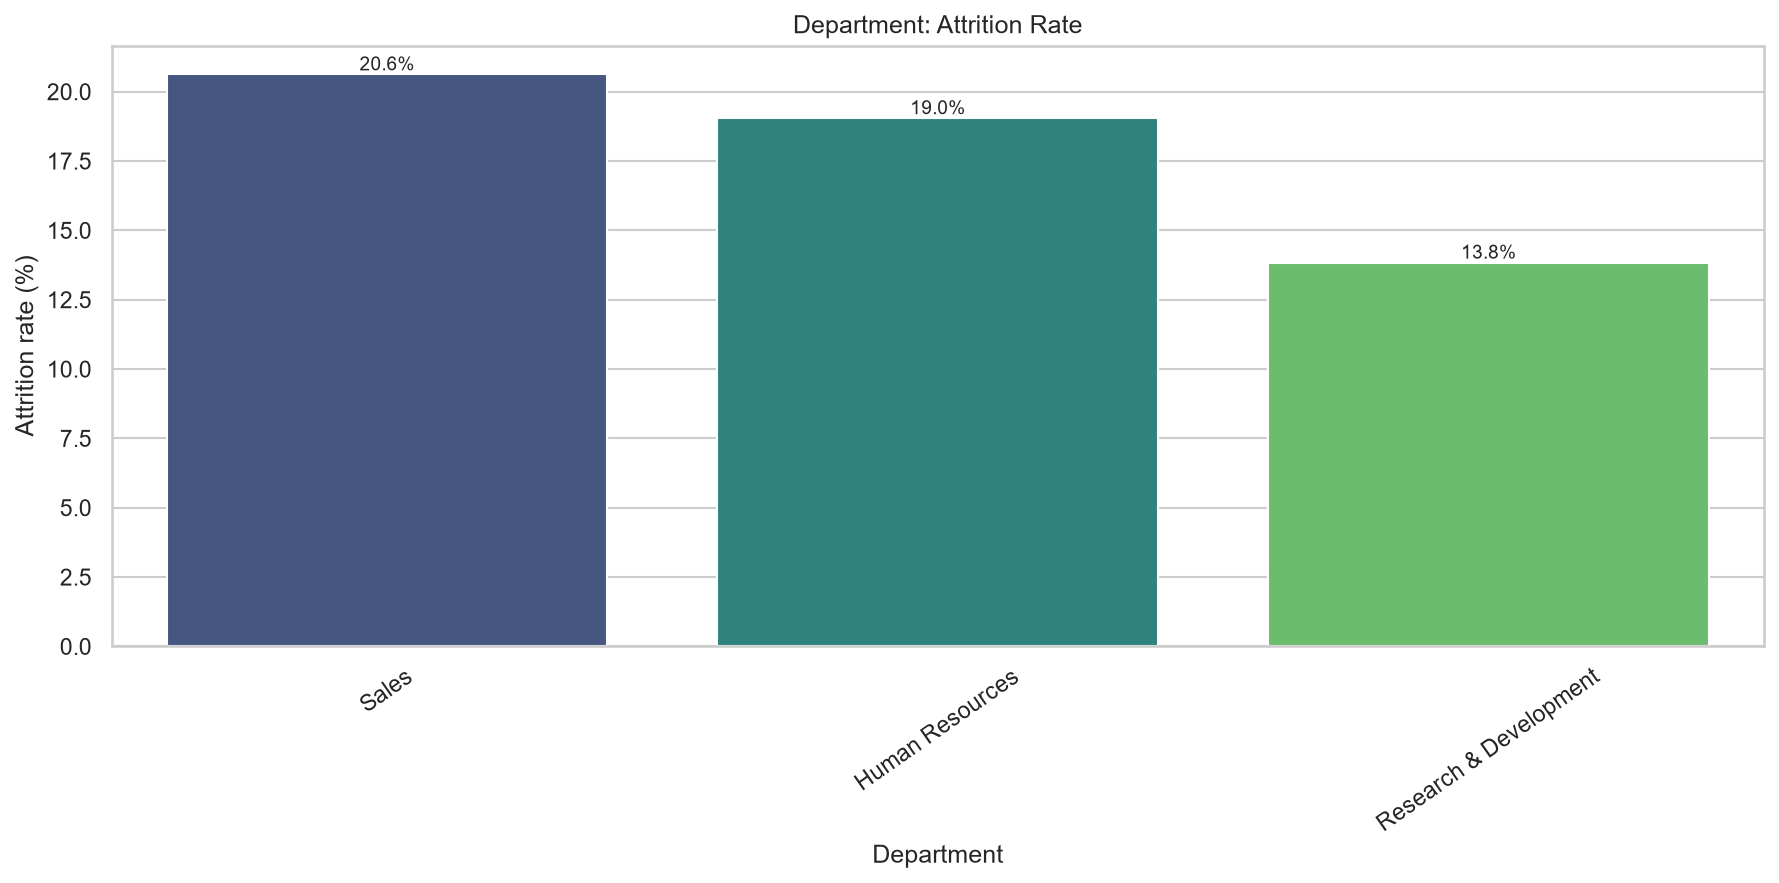 Department: Attrition Rate
20.6%
19.0%
13.8%
20.0
17.5
15.0
12.5
10.0
7.5
5.0
2.5
0.0
Attrition rate (%)
Sales
Human Resources
Research & Development
Department